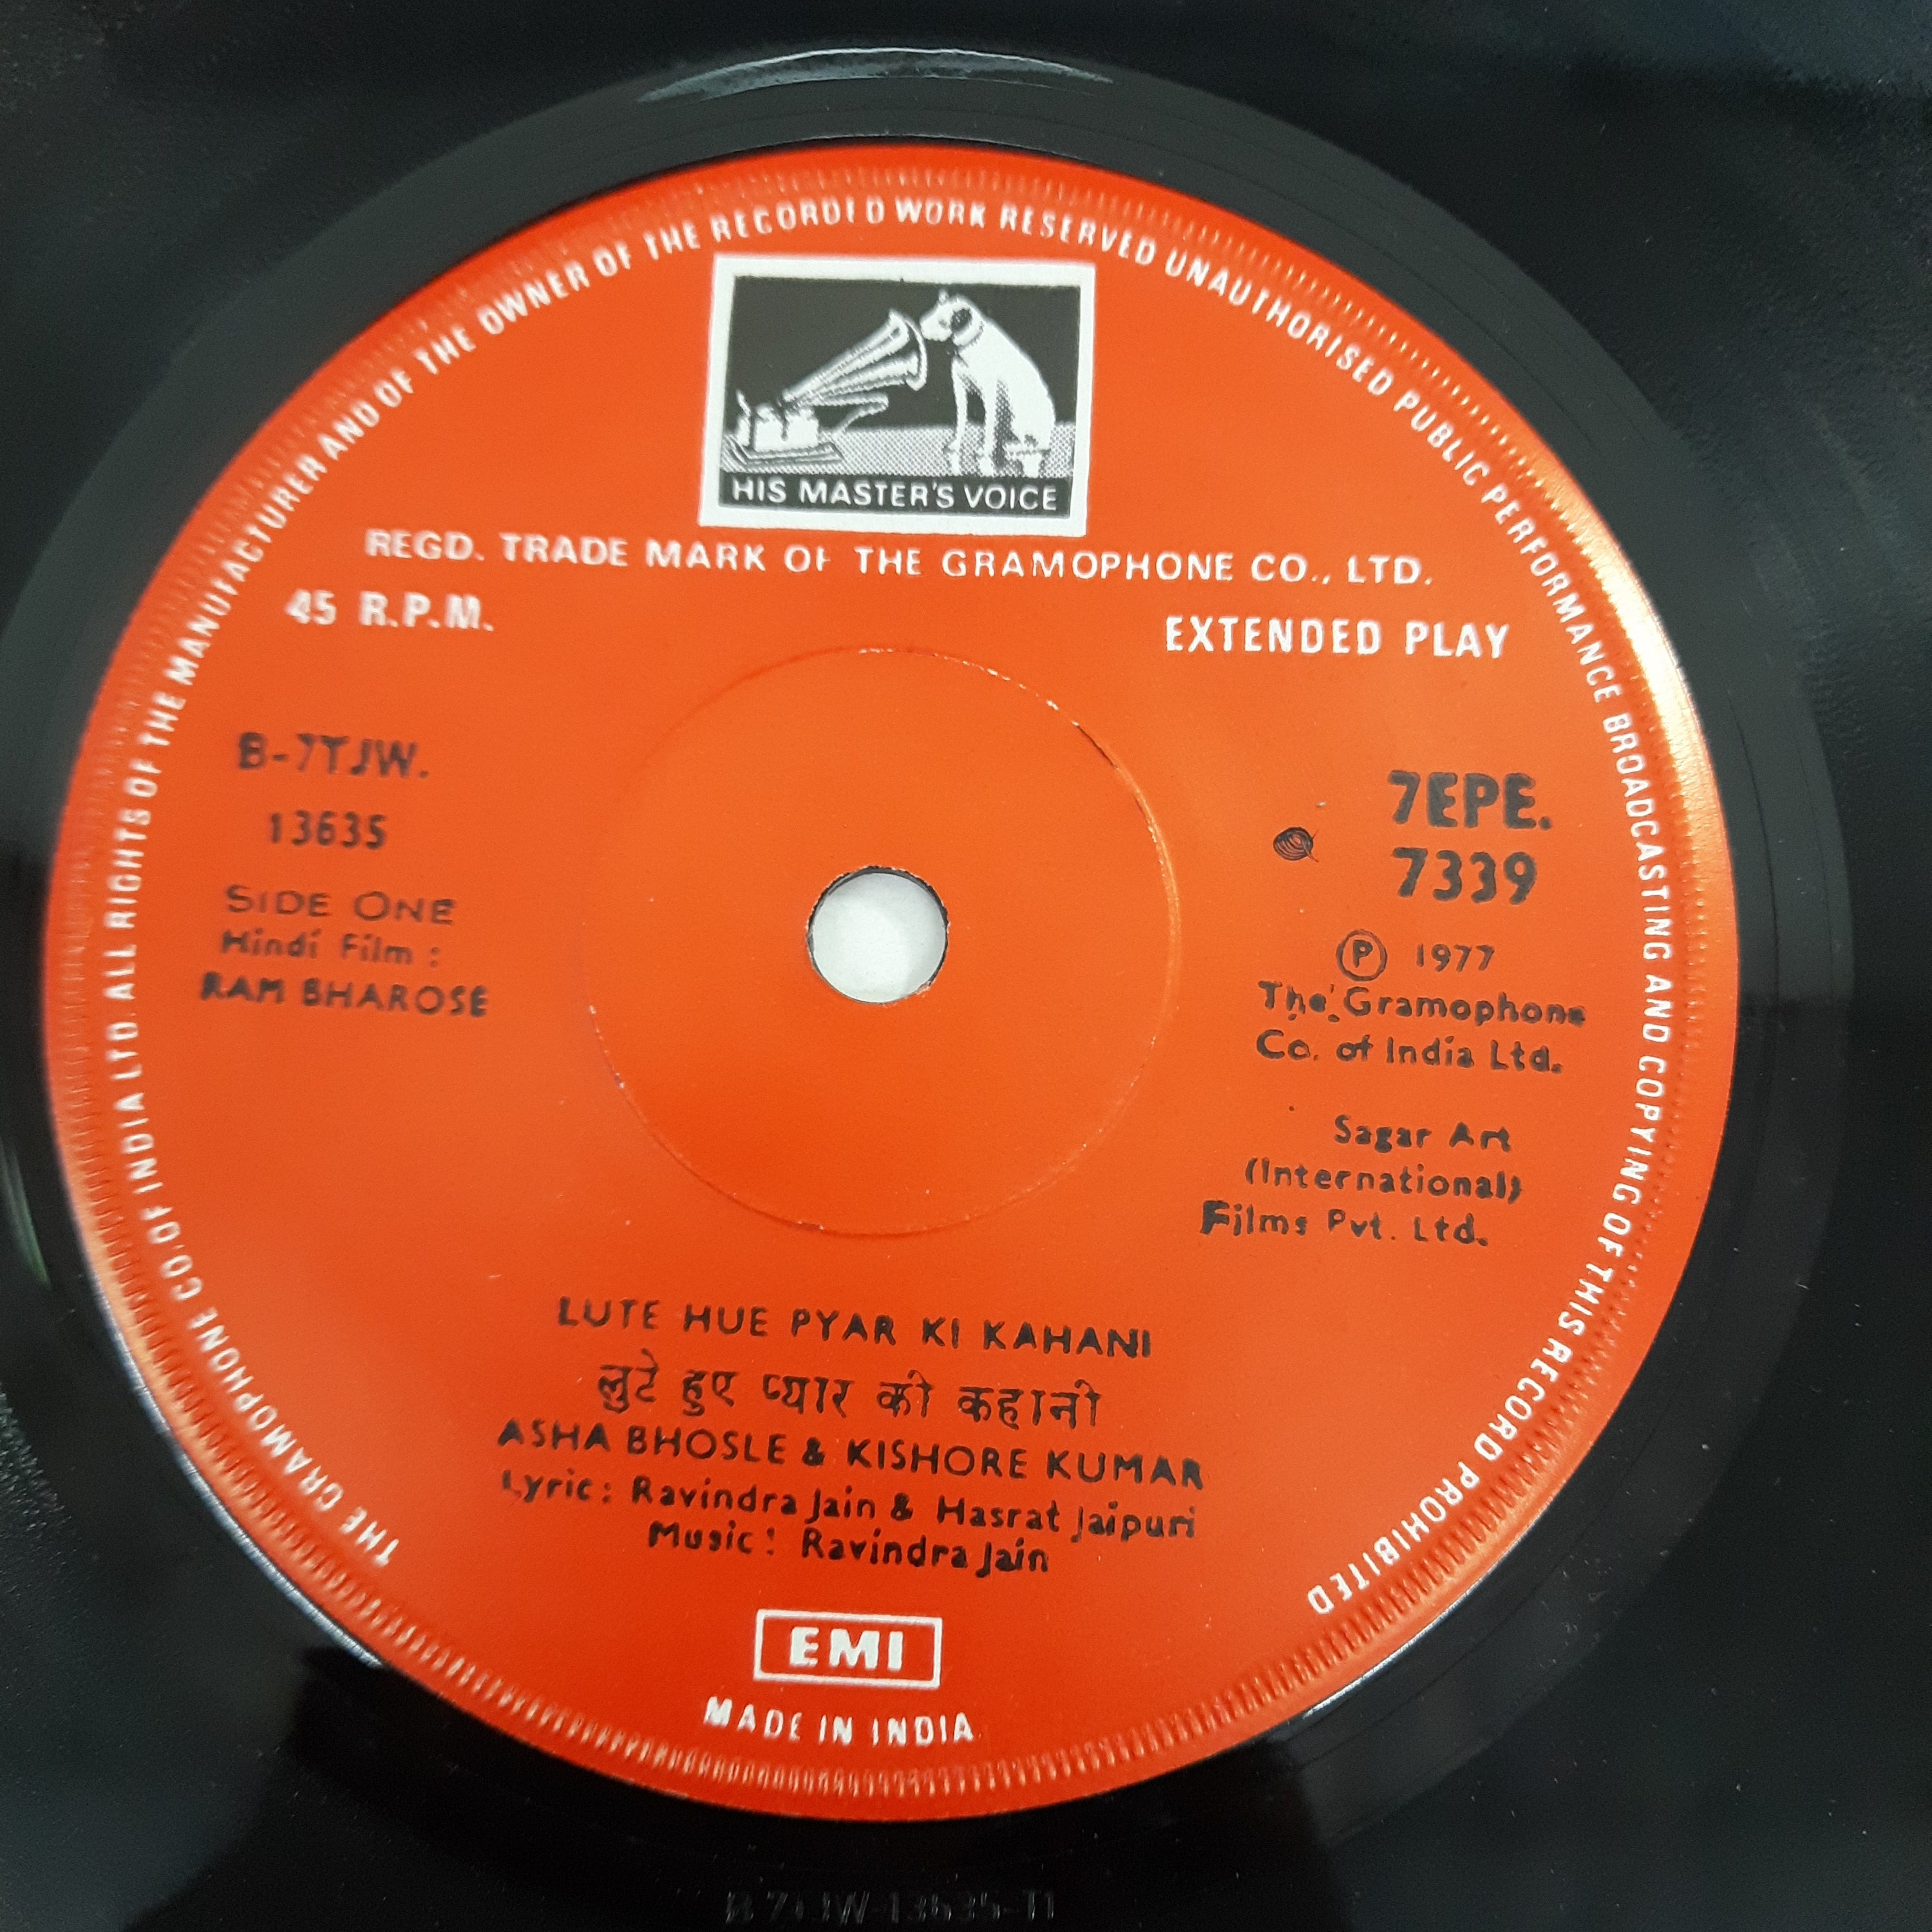 THE GRAMOPHONE CO. OF INDIA LTD. ALL RIGHTS OF THE MANUFACTURER AND OF THE OWNER OF THE RECORDED WORK RESERVED UNAUTHORISED PUBLIC PERFORMANCE BROADCASTING AND COPYING OF THIS RECORD PROHIBITED
HIS MASTER'S VOICE
REGD. TRADE MARK OF THE GRAMOPHONE CO., LTD.
45 R.P.M.
EXTENDED PLAY
B-7TJW.
13635
SIDE ONE
Hindi Film :
RAM BHAROSE
7EPE.
7339
Ⓟ 1977
The Gramophone
Co. of India Ltd.
Sagar Art
(International)
Films Pvt. Ltd.
LUTE HUE PYAR KI KAHANI
लुटे हुए प्यार की कहानी
ASHA BHOSLE & KISHORE KUMAR
Lyric : Ravindra Jain & Hasrat Jaipuri
Music : Ravindra Jain
EMI
MADE IN INDIA
B 7TJW-13635-T1